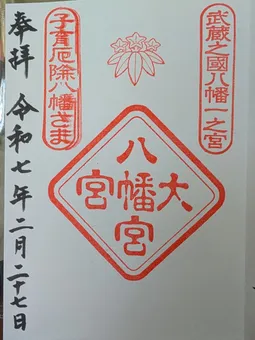 武蔵之國八幡一之宮
大宮
八幡宮
子育厄除八幡さま
奉拝 令和七年二月二十七日